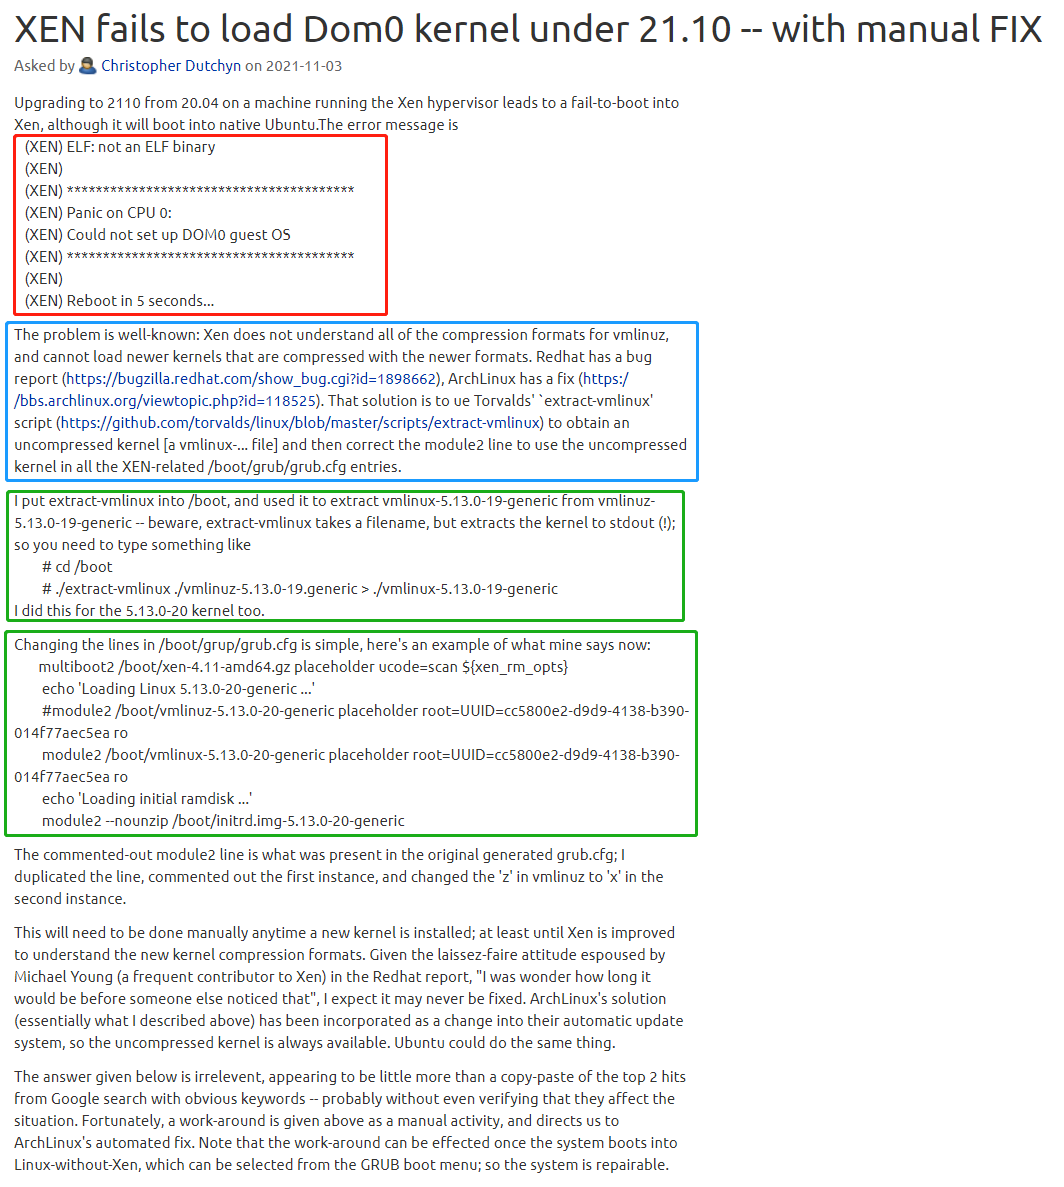 XEN fails to load Dom0 kernel under 21.10 -- with manual FIX
Asked by Christopher Dutchyn on 2021-11-03
Upgrading to 2110 from 20.04 on a machine running the Xen hypervisor leads to a fail-to-boot into
Xen, although it will boot into native Ubuntu.The error message is
(XEN) ELF: not an ELF binary
(XEN)
(XEN) ****************************************
(XEN) Panic on CPU 0:
(XEN) Could not set up DOM0 guest OS
(XEN) ****************************************
(XEN)
(XEN) Reboot in 5 seconds...
The problem is well-known: Xen does not understand all of the compression formats for vmlinuz,
and cannot load newer kernels that are compressed with the newer formats. Redhat has a bug
report (https://bugzilla.redhat.com/show_bug.cgi?id=1898662), ArchLinux has a fix (https:/
/bbs.archlinux.org/viewtopic.php?id=118525). That solution is to ue Torvalds' `extract-vmlinux'
script (https://github.com/torvalds/linux/blob/master/scripts/extract-vmlinux) to obtain an
uncompressed kernel [a vmlinux-... file] and then correct the module2 line to use the uncompressed
kernel in all the XEN-related /boot/grub/grub.cfg entries.
I put extract-vmlinux into /boot, and used it to extract vmlinux-5.13.0-19-generic from vmlinuz-
5.13.0-19-generic -- beware, extract-vmlinux takes a filename, but extracts the kernel to stdout (!);
so you need to type something like
# cd /boot
# ./extract-vmlinux ./vmlinuz-5.13.0-19.generic > ./vmlinux-5.13.0-19-generic
I did this for the 5.13.0-20 kernel too.
Changing the lines in /boot/grup/grub.cfg is simple, here's an example of what mine says now:
multiboot2 /boot/xen-4.11-amd64.gz placeholder ucode=scan ${xen_rm_opts}
echo 'Loading Linux 5.13.0-20-generic ...'
#module2 /boot/vmlinuz-5.13.0-20-generic placeholder root=UUID=cc5800e2-d9d9-4138-b390-
014f77aec5ea ro
module2 /boot/vmlinux-5.13.0-20-generic placeholder root=UUID=cc5800e2-d9d9-4138-b390-
014f77aec5ea ro
echo 'Loading initial ramdisk ...'
module2 --nounzip /boot/initrd.img-5.13.0-20-generic
The commented-out module2 line is what was present in the original generated grub.cfg; I
duplicated the line, commented out the first instance, and changed the 'z' in vmlinuz to 'x' in the
second instance.
This will need to be done manually anytime a new kernel is installed; at least until Xen is improved
to understand the new kernel compression formats. Given the laissez-faire attitude espoused by
Michael Young (a frequent contributor to Xen) in the Redhat report, "I was wonder how long it
would be before someone else noticed that", I expect it may never be fixed. ArchLinux's solution
(essentially what I described above) has been incorporated as a change into their automatic update
system, so the uncompressed kernel is always available. Ubuntu could do the same thing.
The answer given below is irrelevent, appearing to be little more than a copy-paste of the top 2 hits
from Google search with obvious keywords -- probably without even verifying that they affect the
situation. Fortunately, a work-around is given above as a manual activity, and directs us to
ArchLinux's automated fix. Note that the work-around can be effected once the system boots into
Linux-without-Xen, which can be selected from the GRUB boot menu; so the system is repairable.